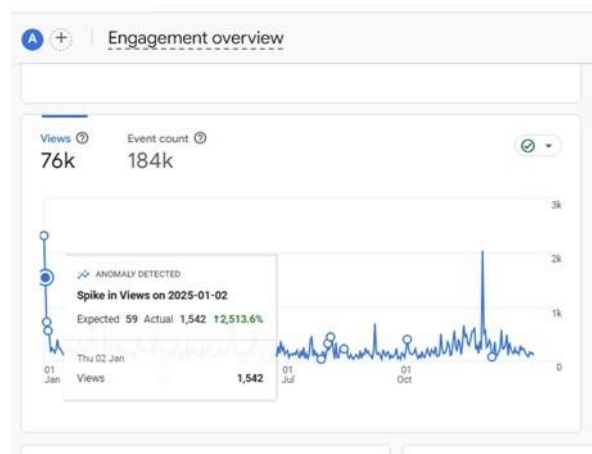 A + Engagement overview
Views Event count
76k 184k
3k
2k
1k
0
ANOMALY DETECTED
Spike in Views on 2025-01-02
Expected 59 Actual 1,542 ↑2,513.6%
Thu 02 Jan
Views 1,542
01 Jan
01 Jul
01 Oct